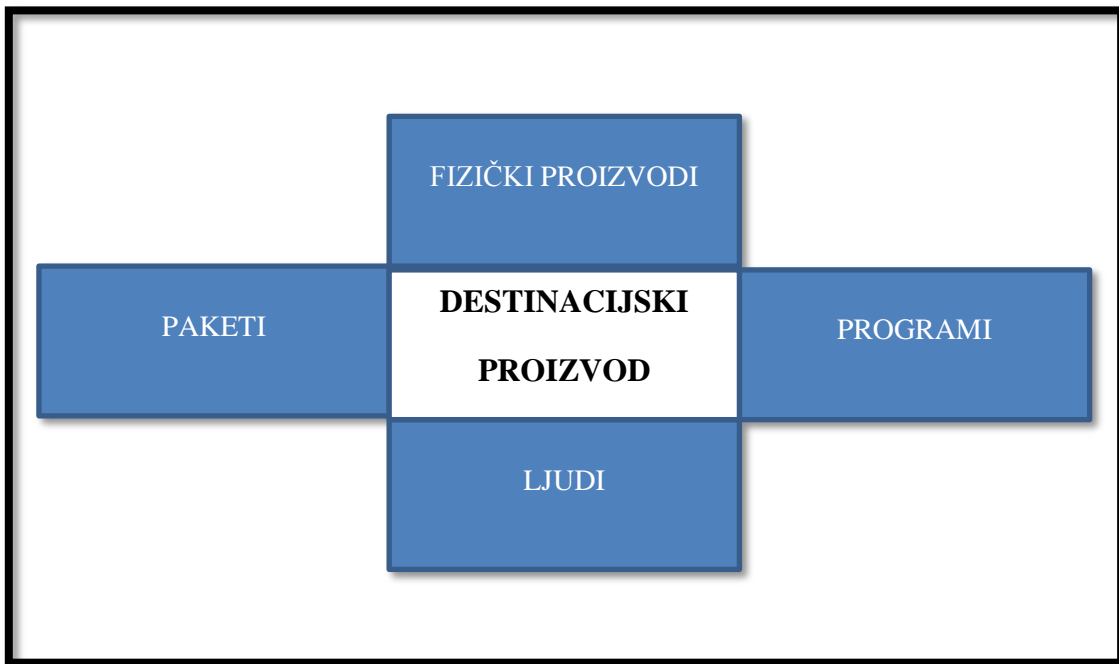 FIZIČKI PROIZVODI
PAKETI
DESTINACIJSKI
PROIZVOD
PROGRAMI
LJUDI